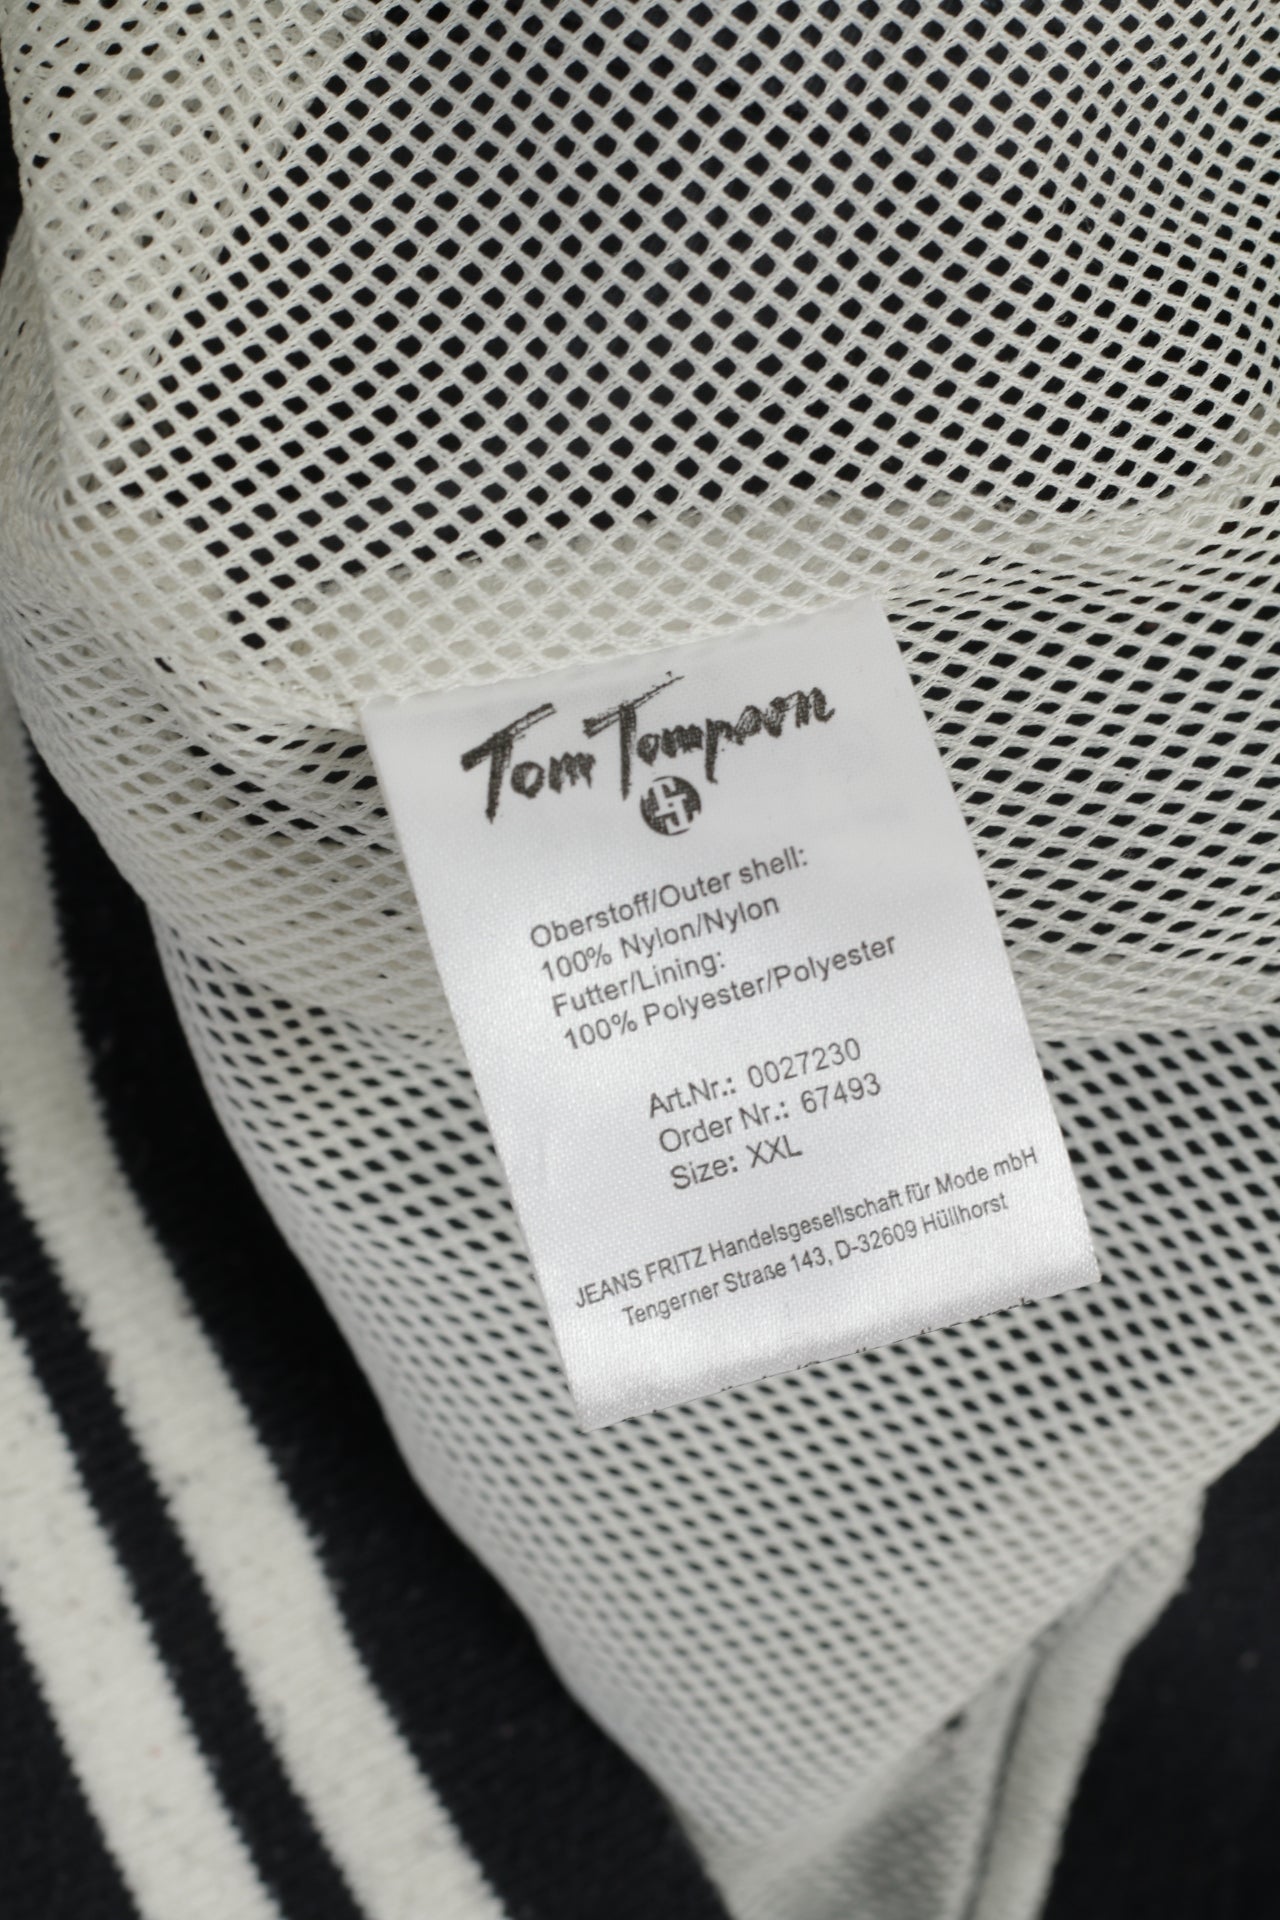 Tom Tompson
Oberstoff/Outer shell:
100% Nylon/Nylon
Futter/Lining:
100% Polyester/Polyester
Art.Nr.: 0027230
Order Nr.: 67493
Size: XXL
JEANS FRITZ Handelsgesellschaft für Mode mbH
Tengerner Straße 143, D-32609 Hüllhorst